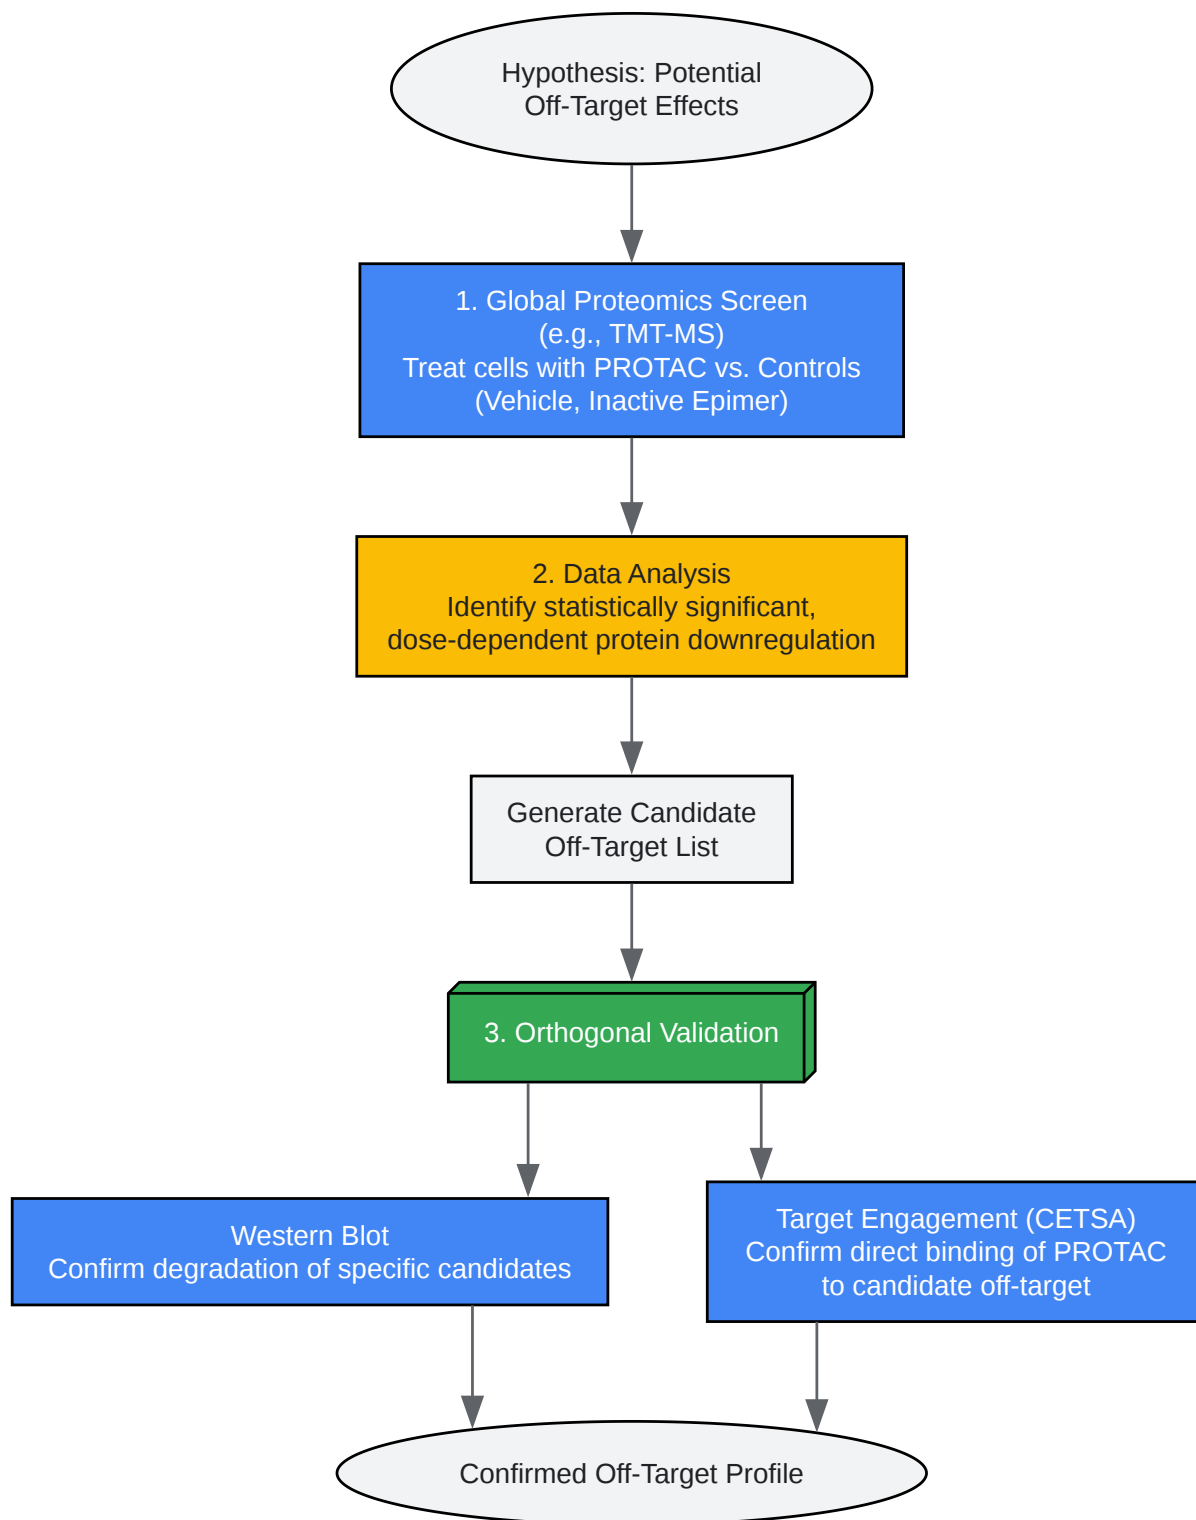 Hypothesis: Potential
Off-Target Effects
1. Global Proteomics Screen
(e.g., TMT-MS)
Treat cells with PROTAC vs. Controls
(Vehicle, Inactive Epimer)
2. Data Analysis
Identify statistically significant,
dose-dependent protein downregulation
Generate Candidate
Off-Target List
3. Orthogonal Validation
Western Blot
Confirm degradation of specific candidates
Target Engagement (CETSA)
Confirm direct binding of PROTAC
to candidate off-target
Confirmed Off-Target Profile